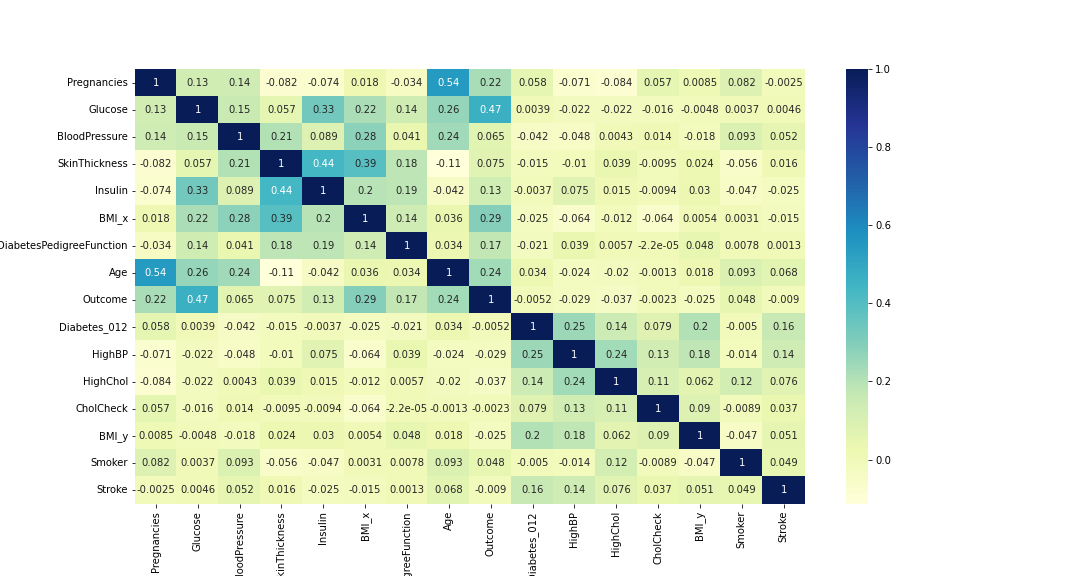 Pregnancies 1 0.13 0.14 -0.082 -0.074 0.018 -0.034 0.54 0.22 0.058 -0.071 -0.084 0.057 0.0085 0.082 -0.0025
Glucose 0.13 1 0.15 0.057 0.33 0.22 0.14 0.26 0.47 0.0039 -0.022 -0.022 -0.016 -0.0048 0.0037 0.0046
BloodPressure 0.14 0.15 1 0.21 0.089 0.28 0.041 0.24 0.065 -0.042 -0.048 0.0043 0.014 -0.018 0.093 0.052
SkinThickness -0.082 0.057 0.21 1 0.44 0.39 0.18 -0.11 0.075 -0.015 -0.01 0.039 -0.0095 0.024 -0.056 0.016
Insulin -0.074 0.33 0.089 0.44 1 0.2 0.19 -0.042 0.13 -0.0037 0.075 0.015 -0.0094 0.03 -0.047 -0.025
BMI_x 0.018 0.22 0.28 0.39 0.2 1 0.14 0.036 0.29 -0.025 -0.064 -0.012 -0.064 0.0054 0.0031 -0.015
DiabetesPedigreeFunction -0.034 0.14 0.041 0.18 0.19 0.14 1 0.034 0.17 -0.021 0.039 0.0057 -2.2e-05 0.048 0.0078 0.0013
Age 0.54 0.26 0.24 -0.11 -0.042 0.036 0.034 1 0.24 0.034 -0.024 -0.02 -0.0013 0.018 0.093 0.068
Outcome 0.22 0.47 0.065 0.075 0.13 0.29 0.17 0.24 1 -0.0052 -0.029 -0.037 -0.0023 -0.025 0.048 -0.009
Diabetes_012 0.058 0.0039 -0.042 -0.015 -0.0037 -0.025 -0.021 0.034 -0.0052 1 0.25 0.14 0.079 0.2 -0.005 0.16
HighBP -0.071 -0.022 -0.048 -0.01 0.075 -0.064 0.039 -0.024 -0.029 0.25 1 0.24 0.13 0.18 -0.014 0.14
HighChol -0.084 -0.022 0.0043 0.039 0.015 -0.012 0.0057 -0.02 -0.037 0.14 0.24 1 0.11 0.062 0.12 0.076
CholCheck 0.057 -0.016 0.014 -0.0095 -0.0094 -0.064 -2.2e-05 -0.0013 -0.0023 0.079 0.13 0.11 1 0.09 -0.0089 0.037
BMI_y 0.0085 -0.0048 -0.018 0.024 0.03 0.0054 0.048 0.018 -0.025 0.2 0.18 0.062 0.09 1 -0.047 0.051
Smoker 0.082 0.0037 0.093 -0.056 -0.047 0.0031 0.0078 0.093 0.048 -0.005 -0.014 0.12 -0.0089 -0.047 1 0.049
Stroke -0.0025 0.0046 0.052 0.016 -0.025 -0.015 0.0013 0.068 -0.009 0.16 0.14 0.076 0.037 0.051 0.049 1
Pregnancies
Glucose
loodPressure
kinThickness
Insulin
BMI_x
greeFunction
Age
Outcome
Diabetes_012
HighBP
HighChol
CholCheck
BMI_y
Smoker
Stroke
1.0
0.8
0.6
0.4
0.2
0.0